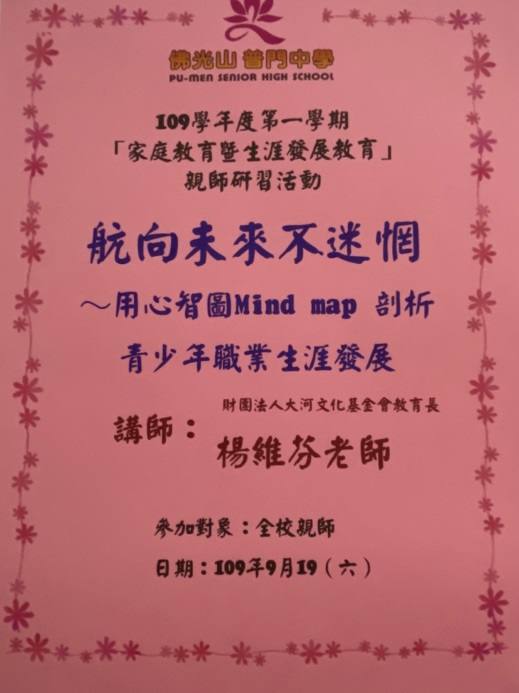 佛光山 普門中學
PU-MEN SENIOR HIGH SCHOOL
109學年度第一學期
「家庭教育暨生涯發展教育」
親師研習活動
航向未來不迷惘
～用心智圖Mind map 剖析
青少年職業生涯發展
財團法人大河文化基金會教育長
講師：
楊維芬老師
參加對象：全校親師
日期：109年9月19（六）